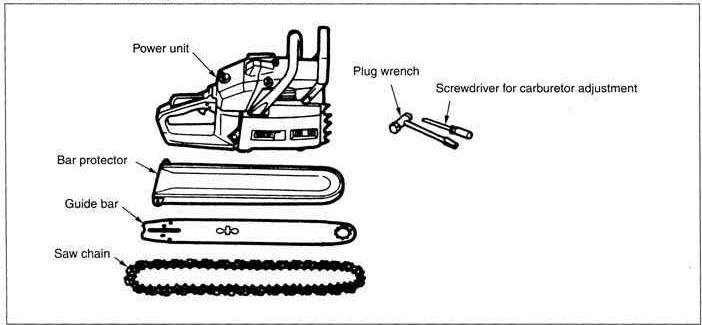 Power unit
Plug wrench
Screwdriver for carburetor adjustment
Bar protector
Guide bar
Saw chain